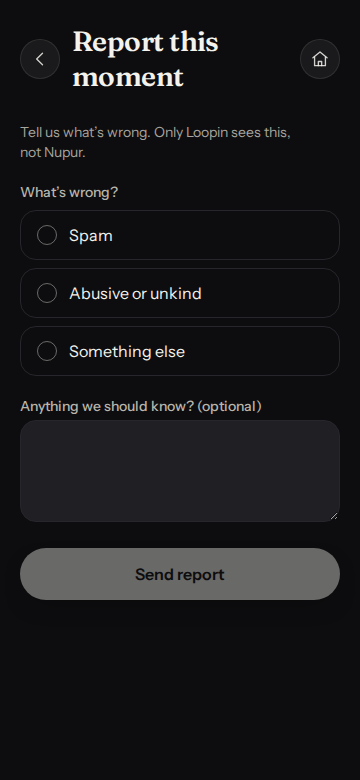 Report this
moment
Tell us what’s wrong. Only Loopin sees this,
not Nupur.
What’s wrong?
Spam
Abusive or unkind
Something else
Anything we should know? (optional)
Send report